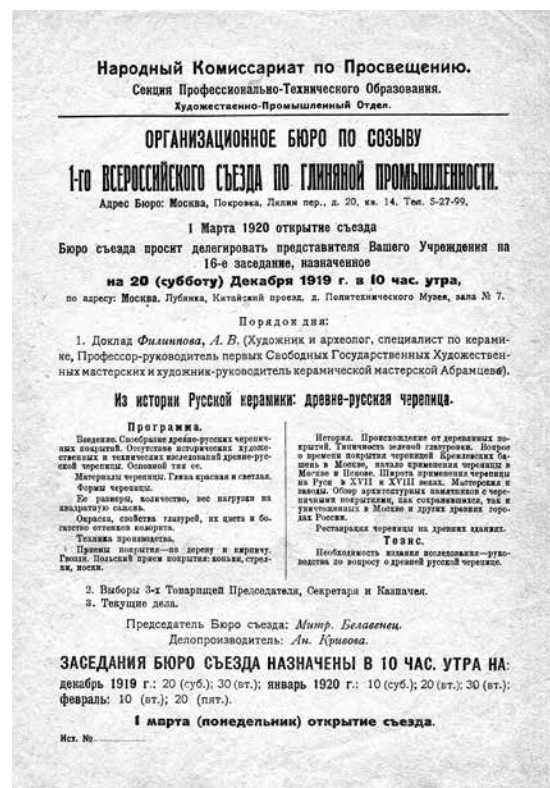 Народный Комиссариат по Просвещению.
Секция Профессионально-Технического Образования.
Художественно-Промышленный Отдел.
ОРГАНИЗАЦИОННОЕ БЮРО ПО СОЗЫВУ
1-го ВСЕРОССИЙСКОГО СЪЕЗДА ПО ГЛИНЯНОЙ ПРОМЫШЛЕННОСТИ.
Адрес Бюро: Москва, Покровка, Лялин пер., д. 20, кв. 14, Тел. 5-27-99,
1 Марта 1920 открытие съезда
Бюро съезда просит делегировать представителя Вашего Учреждения на
16-е заседание, назначенное
на 20 (субботу) Декабря 1919 г. в 10 час. утра,
по адресу: Москва. Лубянка, Китайский проезд, д. Политехнического Музея, зала № 7.
Порядок дня:
1. Доклад Филиппова, А. В. (Художник и археолог, специалист по керами-
ке, Профессор-руководитель первых Свободных Государственных Художествен-
ных мастерских и художник-руководитель керамической мастерской Абрамцево).
Из истории Русской керамики: древне-русская черепица.
Программа.
Введение. Своеобразие древне-русских черепич-
ных покрытий. Отсутствие исторических художе-
ственных и технических исследований древне-рус-
ской черепицы. Основной тип ее.
Материалы черепицы. Глина красная и светлая.
Формы черепицы.
Ее размеры, количество, вес нагрузки на
квадратную сажень.
Окраска, свойства глазурей, их цвета и бо-
гатство оттенков колорита.
Техника производства.
Приемы покрытия—по дереву и кирпичу.
Гвозди. Польский прием покрытия: коньки, стрел-
ки, носки.
История. Происхождение от деревянных по-
крытий. Типичность зеленой глазуровки. Вопрос
о времени покрытия черепицей Кремлевских ба-
шень в Москве, начало применения черепицы в
Москве и Пскове. Широта применения черепицы
на Руси в XVII и XVIII веках. Мастерския и
заводы. Обзор архитектурных памятников с чере-
пичными покрытиями, как сохранившихся, так и
уничтоженных в Москве и других древних горо-
дах России.
Реставрация черепицы на древних зданиях.
Тезис.
Необходимость издания исследования—руко-
водства по вопросу о древней русской черепице.
2. Выборы 3-х Товарищей Председателя, Секретаря и Казначея.
3. Текущие дела.
Председатель Бюро съезда: Митр. Белавенец.
Делопроизводитель: Ан. Кривова.
ЗАСЕДАНИЯ БЮРО СЪЕЗДА НАЗНАЧЕНЫ В 10 ЧАС. УТРА НА:
декабрь 1919 г.: 20 (суб.); 30 (вт.); январь 1920 г.: 10 (суб.); 20 (вт.); 30 (вт.);
февраль: 10 (вт.); 20 (пят.).
1 марта (понедельник) открытие съезда.
Исх. №